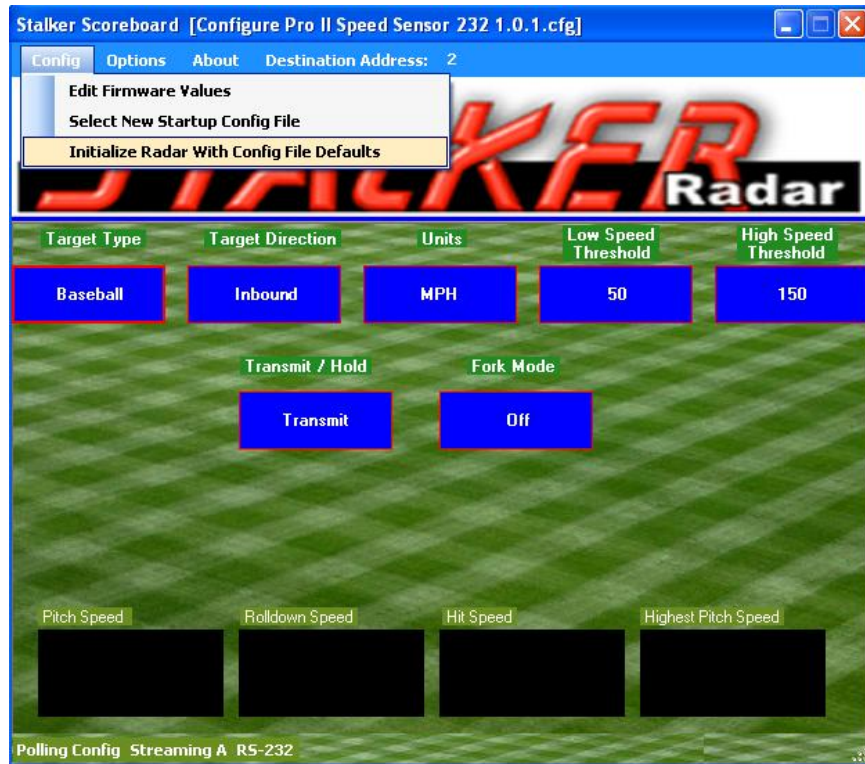 Stalker Scoreboard [Configure Pro II Speed Sensor 232 1.0.1.cfg]
Config Options About Destination Address: 2
Edit Firmware Values
Select New Startup Config File
Initialize Radar With Config File Defaults
STALKER
Radar
Target Type Target Direction Units Low Speed Threshold High Speed Threshold
Baseball Inbound MPH 50 150
Transmit / Hold Fork Mode
Transmit Off
Pitch Speed Rolldown Speed Hit Speed Highest Pitch Speed
Polling Config Streaming A RS-232